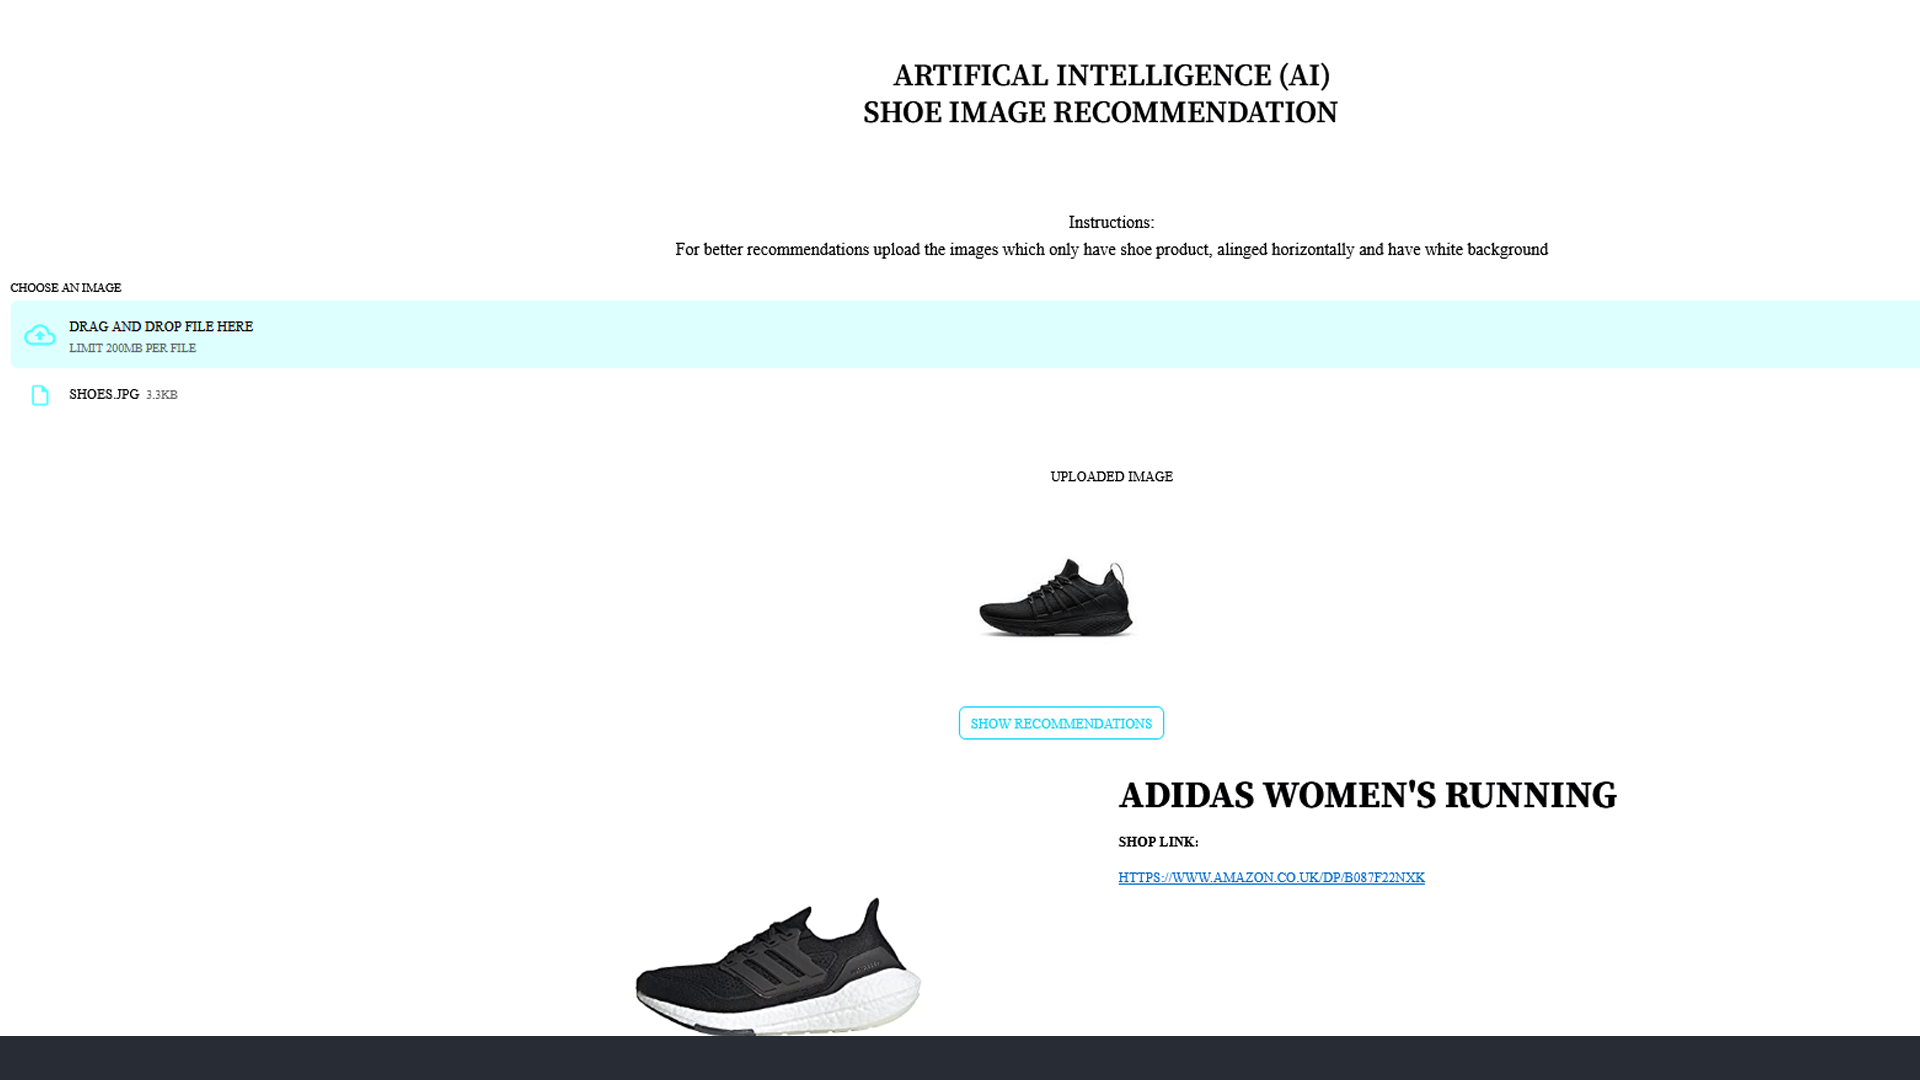 ARTIFICAL INTELLIGENCE (AI)
SHOE IMAGE RECOMMENDATION
Instructions:
For better recommendations upload the images which only have shoe product, alinged horizontally and have white background
CHOOSE AN IMAGE
DRAG AND DROP FILE HERE
LIMIT 200MB PER FILE
SHOES.JPG 3.3KB
UPLOADED IMAGE
SHOW RECOMMENDATIONS
ADIDAS WOMEN'S RUNNING
SHOP LINK:
HTTPS://WWW.AMAZON.CO.UK/DP/B087F22NXK